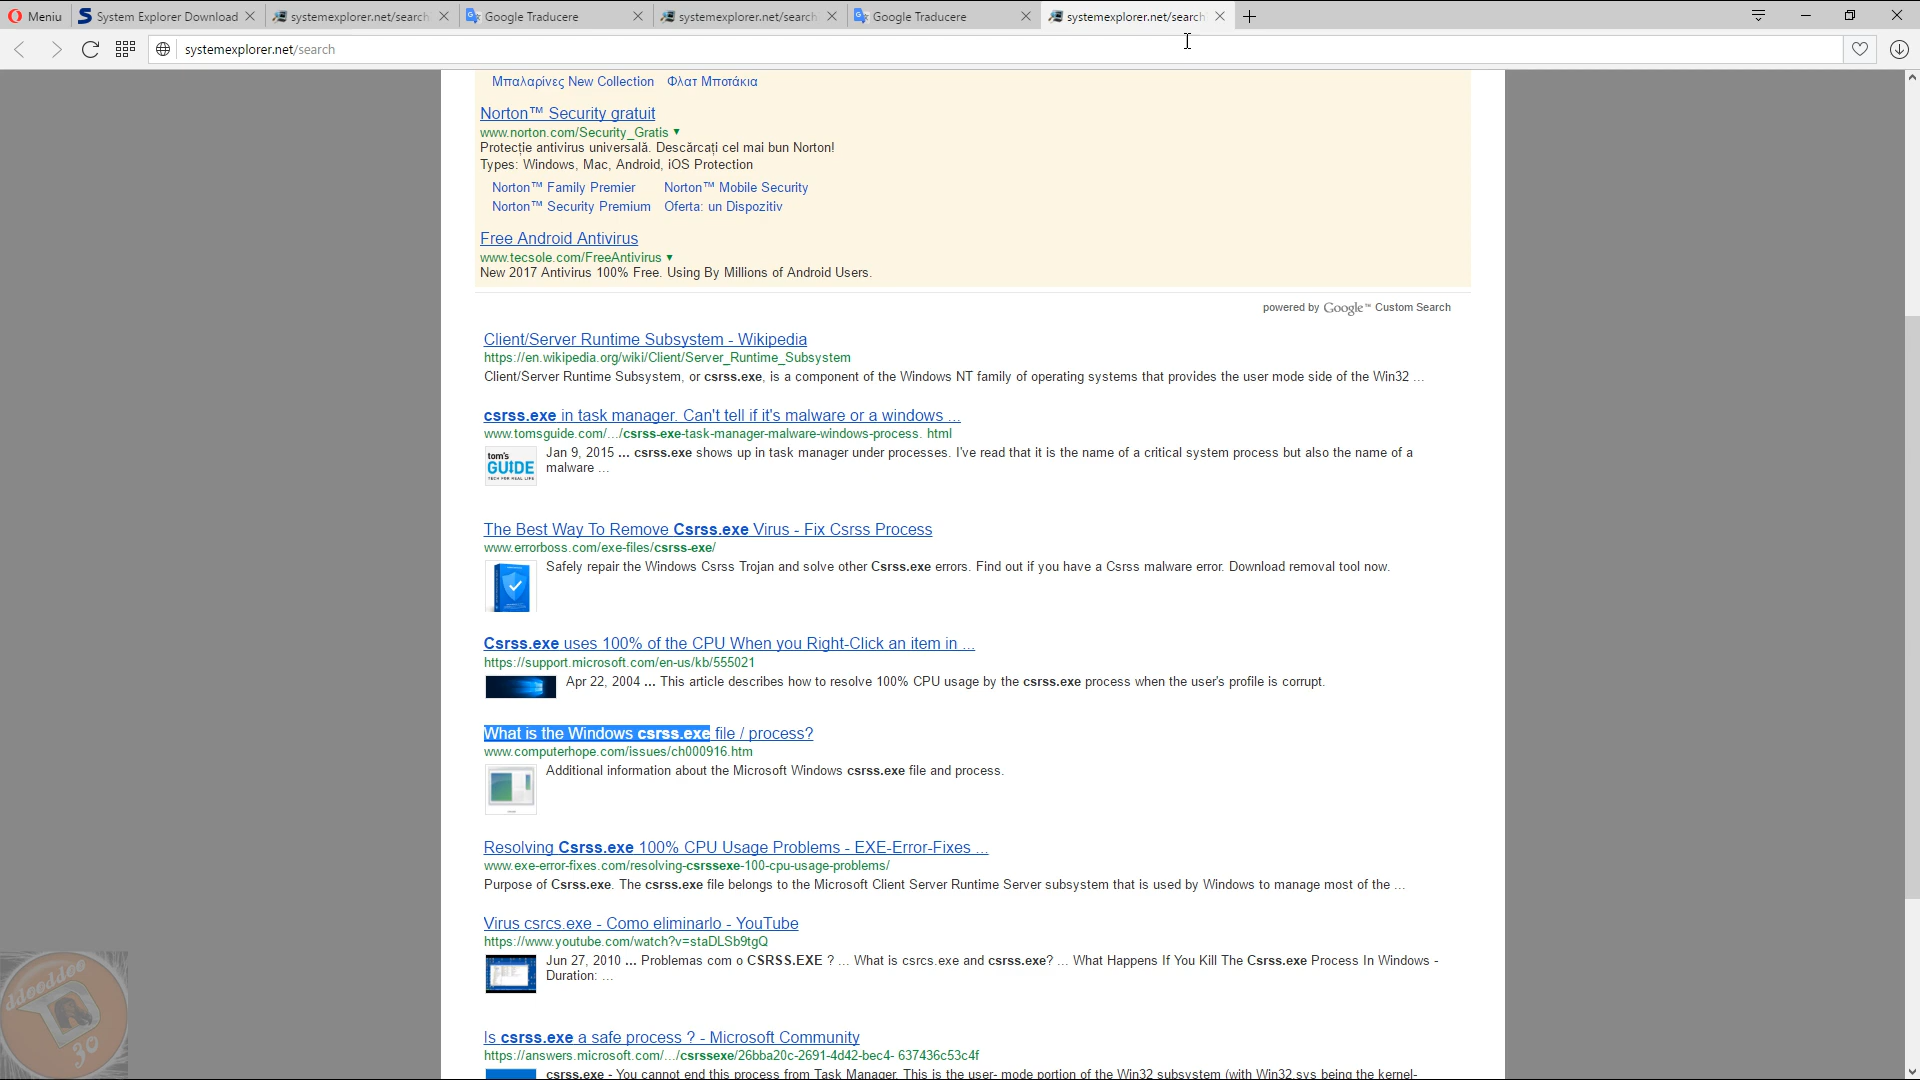 Meniu
System Explorer Download
systemexplorer.net/search
Google Traducere
systemexplorer.net/search
Google Traducere
systemexplorer.net/search
systemexplorer.net/search
Μπαλαρίνες New Collection Φλατ Μποτάκια
Norton™ Security gratuit
www.norton.com/Security_Gratis
Protecție antivirus universală. Descărcați cel mai bun Norton!
Types: Windows, Mac, Android, iOS Protection
Norton™ Family Premier Norton™ Mobile Security
Norton™ Security Premium Oferta: un Dispozitiv
Free Android Antivirus
www.tecsole.com/FreeAntivirus
New 2017 Antivirus 100% Free. Using By Millions of Android Users.
powered by Google™ Custom Search
Client/Server Runtime Subsystem - Wikipedia
https://en.wikipedia.org/wiki/Client/Server_Runtime_Subsystem
Client/Server Runtime Subsystem, or csrss.exe, is a component of the Windows NT family of operating systems that provides the user mode side of the Win32 ...
csrss.exe in task manager. Can't tell if it's malware or a windows ...
www.tomsguide.com/.../csrss-exe-task-manager-malware-windows-process. html
tom's
GUIDE
TECH FOR REAL LIFE
Jan 9, 2015 ... csrss.exe shows up in task manager under processes. I've read that it is the name of a critical system process but also the name of a
malware ...
The Best Way To Remove Csrss.exe Virus - Fix Csrss Process
www.errorboss.com/exe-files/csrss-exe/
Safely repair the Windows Csrss Trojan and solve other Csrss.exe errors. Find out if you have a Csrss malware error. Download removal tool now.
Csrss.exe uses 100% of the CPU When you Right-Click an item in ...
https://support.microsoft.com/en-us/kb/555021
Apr 22, 2004 ... This article describes how to resolve 100% CPU usage by the csrss.exe process when the user's profile is corrupt.
What is the Windows csrss.exe file / process?
www.computerhope.com/issues/ch000916.htm
Additional information about the Microsoft Windows csrss.exe file and process.
Resolving Csrss.exe 100% CPU Usage Problems - EXE-Error-Fixes ...
www.exe-error-fixes.com/resolving-csrssexe-100-cpu-usage-problems/
Purpose of Csrss.exe. The csrss.exe file belongs to the Microsoft Client Server Runtime Server subsystem that is used by Windows to manage most of the ...
Virus csrcs.exe - Como eliminarlo - YouTube
https://www.youtube.com/watch?v=staDLSb9tgQ
Jun 27, 2010 ... Problemas com o CSRSS.EXE ? ... What is csrcs.exe and csrss.exe? ... What Happens If You Kill The Csrss.exe Process In Windows -
Duration: ...
ddooddoo
D
30
Is csrss.exe a safe process ? - Microsoft Community
https://answers.microsoft.com/.../csrssexe/26bba20c-2691-4d42-bec4- 637436c53c4f
csrss.exe - You cannot end this process from Task Manager. This is the user- mode portion of the Win32 subsystem (with Win32.sys being the kernel-